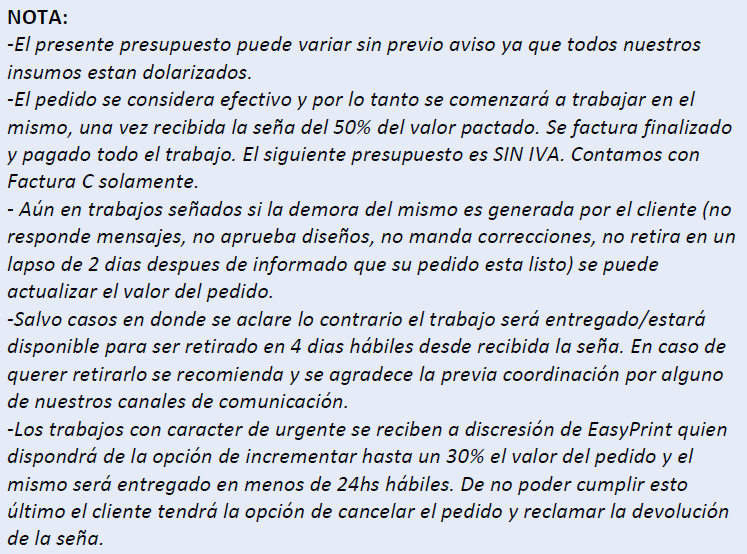 NOTA:
-El presente presupuesto puede variar sin previo aviso ya que todos nuestros
insumos estan dolarizados.
-El pedido se considera efectivo y por lo tanto se comenzará a trabajar en el
mismo, una vez recibida la seña del 50% del valor pactado. Se factura finalizado
y pagado todo el trabajo. El siguiente presupuesto es SIN IVA. Contamos con
Factura C solamente.
- Aún en trabajos señados si la demora del mismo es generada por el cliente (no
responde mensajes, no aprueba diseños, no manda correcciones, no retira en un
lapso de 2 dias despues de informado que su pedido esta listo) se puede
actualizar el valor del pedido.
-Salvo casos en donde se aclare lo contrario el trabajo será entregado/estará
disponible para ser retirado en 4 dias hábiles desde recibida la seña. En caso de
querer retirarlo se recomienda y se agradece la previa coordinación por alguno
de nuestros canales de comunicación.
-Los trabajos con caracter de urgente se reciben a discresión de EasyPrint quien
dispondrá de la opción de incrementar hasta un 30% el valor del pedido y el
mismo será entregado en menos de 24hs hábiles. De no poder cumplir esto
último el cliente tendrá la opción de cancelar el pedido y reclamar la devolución
de la seña.